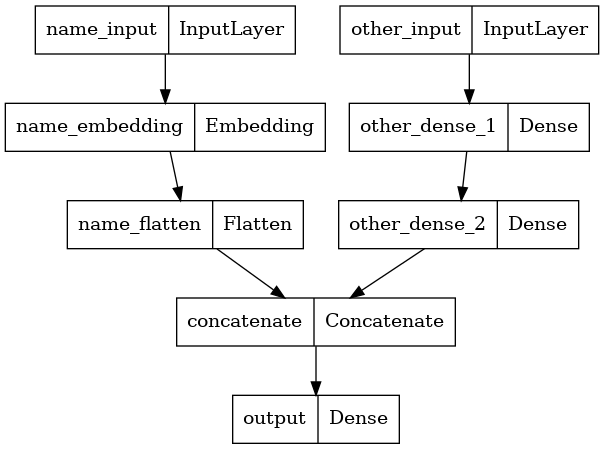 name_input InputLayer
other_input InputLayer
name_embedding Embedding
other_dense_1 Dense
name_flatten Flatten
other_dense_2 Dense
concatenate Concatenate
output Dense